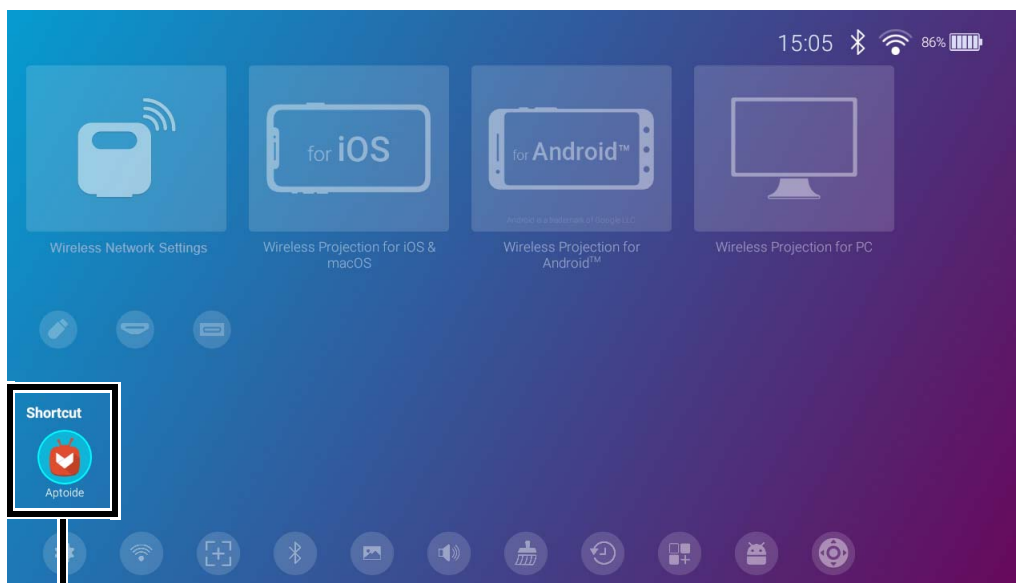 15:05 86%
for iOS
for Android™
Android is a trademark of Google LLC.
Wireless Network Settings
Wireless Projection for iOS &
macOS
Wireless Projection for
Android™
Wireless Projection for PC
Shortcut
Aptoide